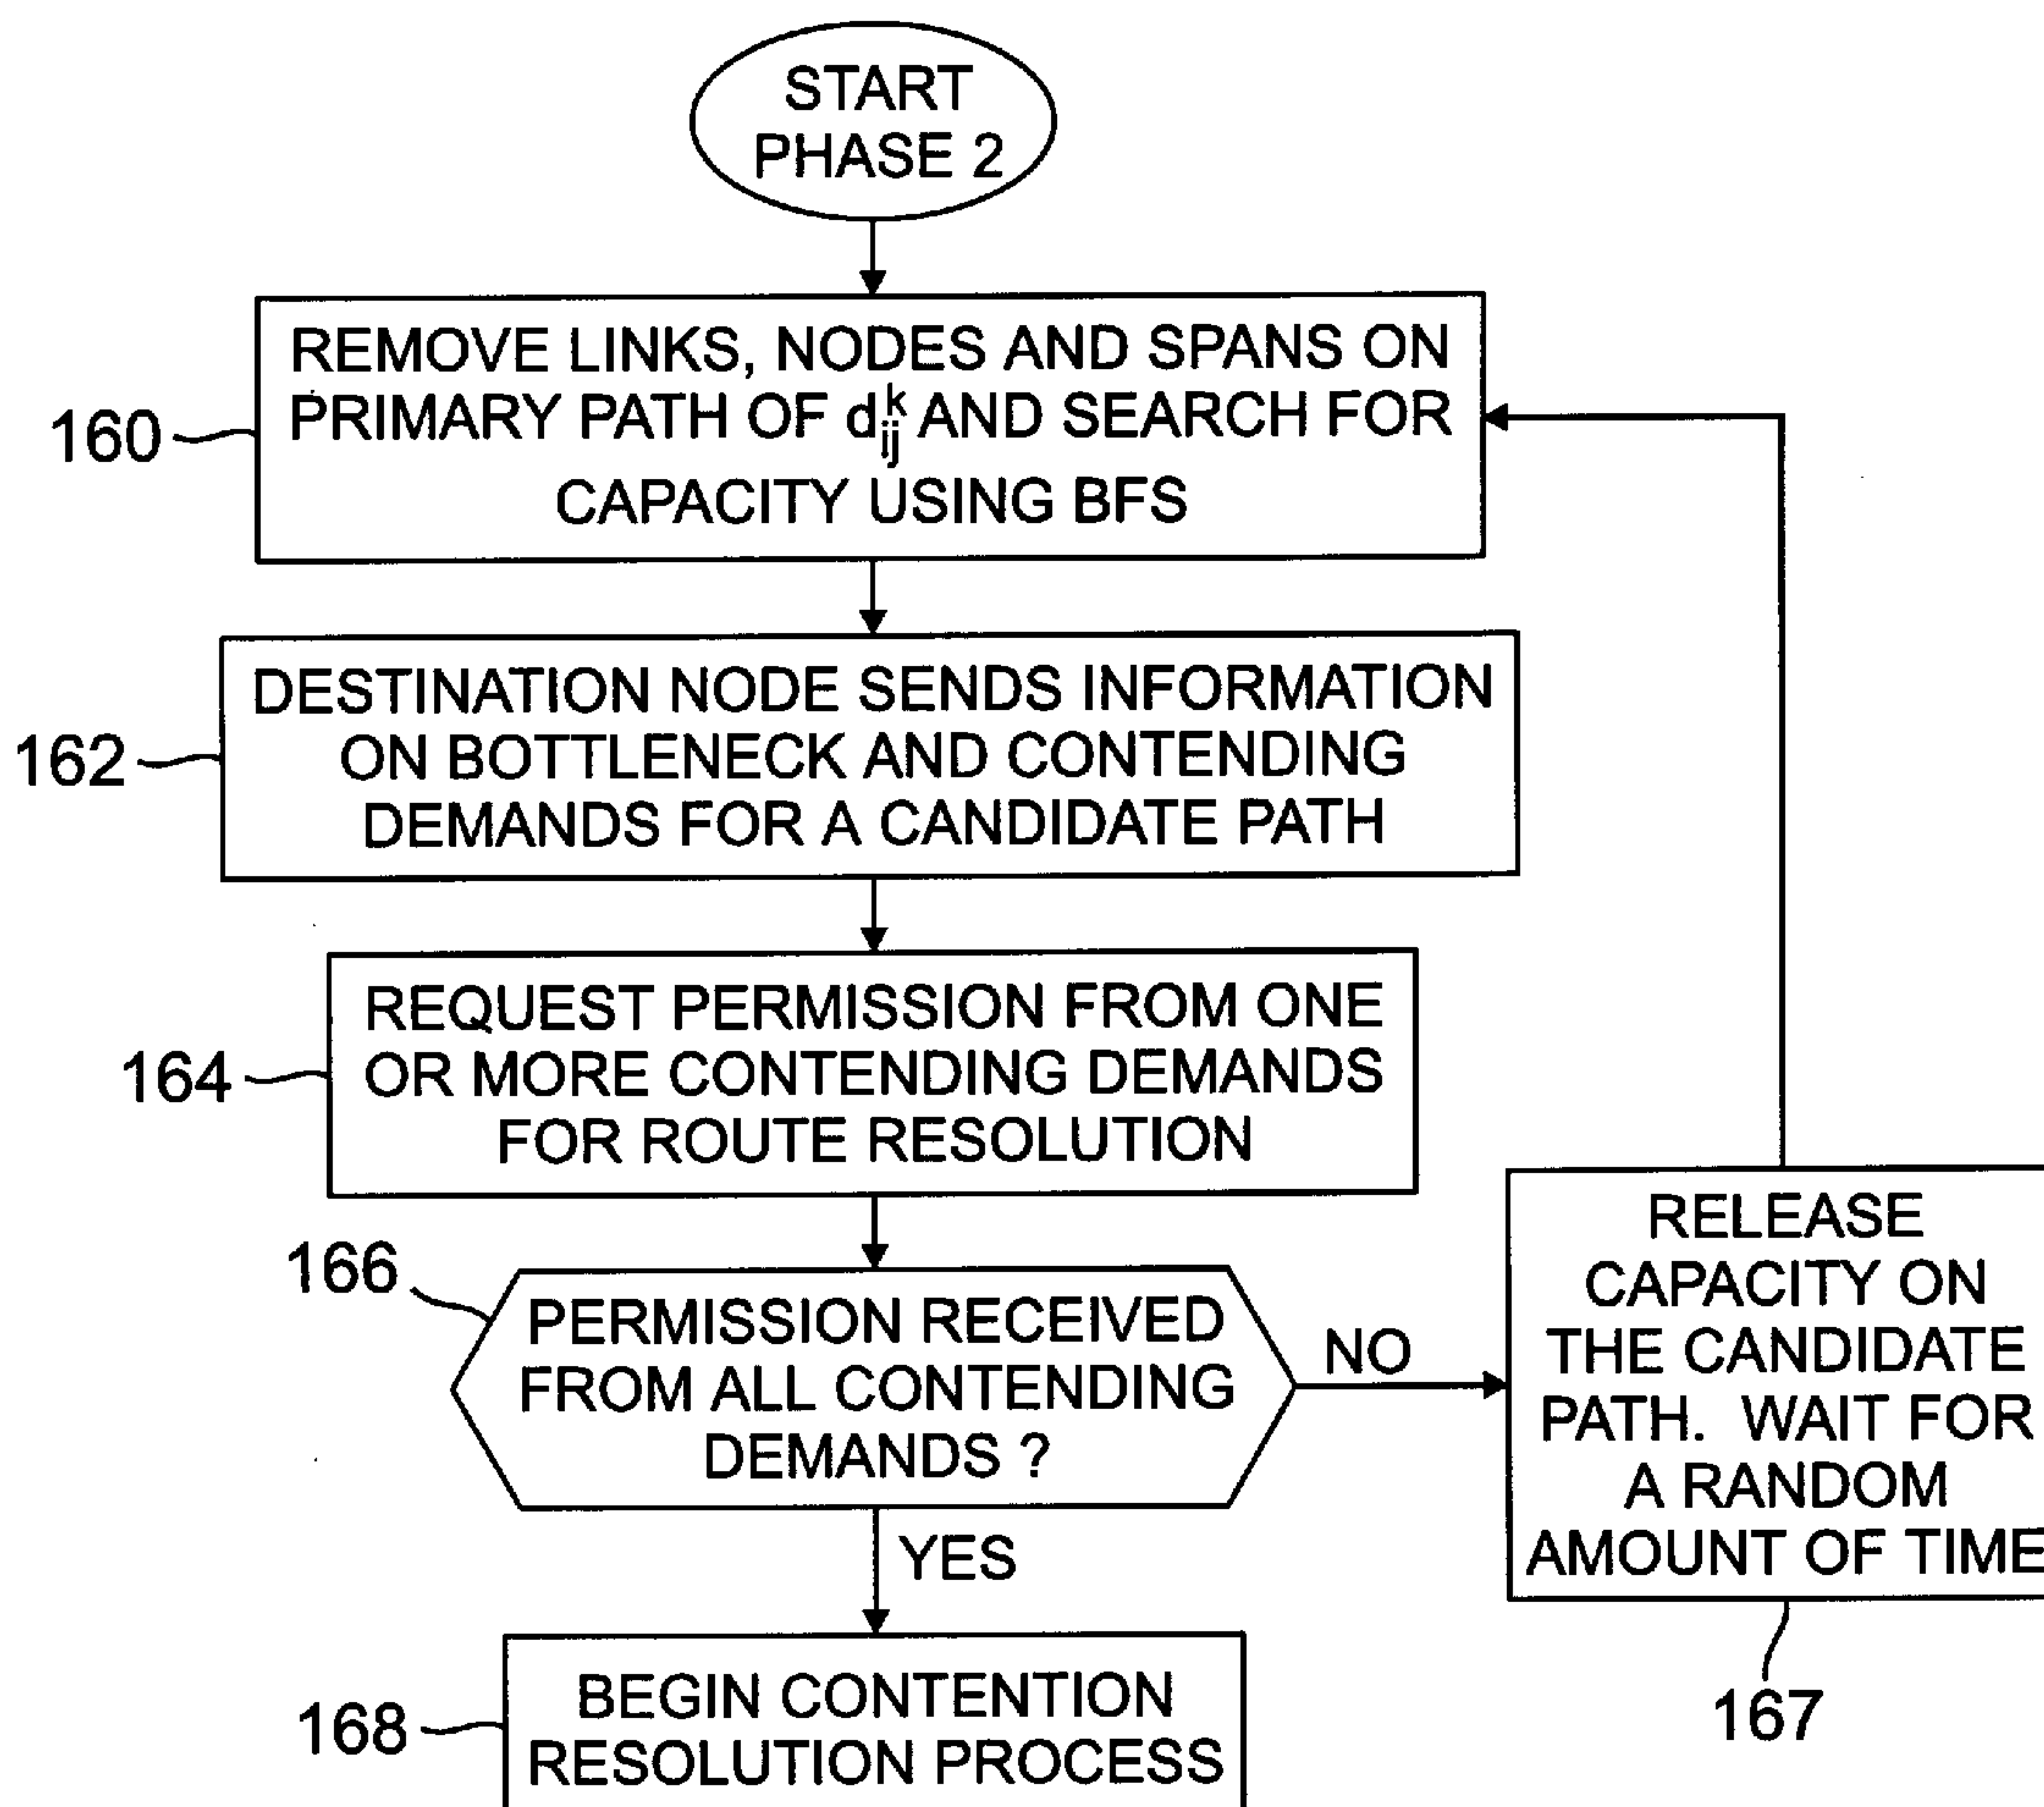 START
PHASE 2
160
REMOVE LINKS, NODES AND SPANS ON
PRIMARY PATH OF d^k_ij AND SEARCH FOR
CAPACITY USING BFS
162
DESTINATION NODE SENDS INFORMATION
ON BOTTLENECK AND CONTENDING
DEMANDS FOR A CANDIDATE PATH
164
REQUEST PERMISSION FROM ONE
OR MORE CONTENDING DEMANDS
FOR ROUTE RESOLUTION
166
PERMISSION RECEIVED
FROM ALL CONTENDING
DEMANDS ?
NO
RELEASE
CAPACITY ON
THE CANDIDATE
PATH. WAIT FOR
A RANDOM
AMOUNT OF TIME
167
YES
168
BEGIN CONTENTION
RESOLUTION PROCESS